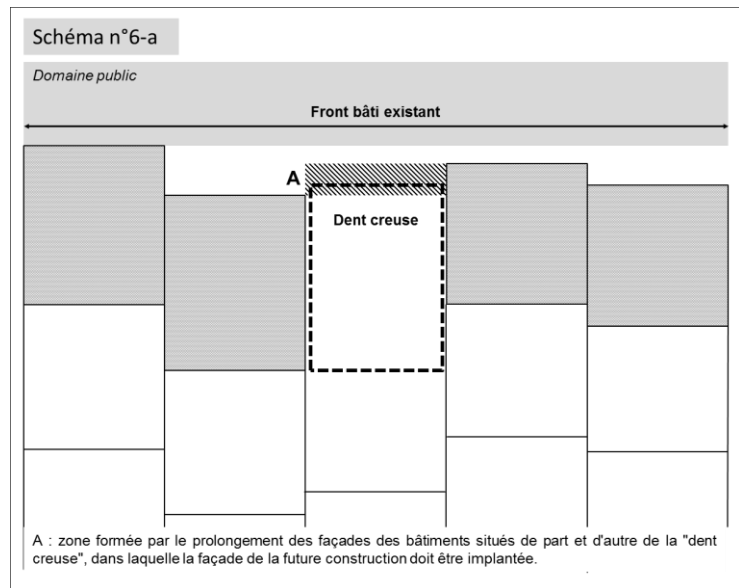 Schéma n°6-a
Domaine public
Front bâti existant
A
Dent creuse
A : zone formée par le prolongement des façades des bâtiments situés de part et d'autre de la "dent
creuse", dans laquelle la façade de la future construction doit être implantée.